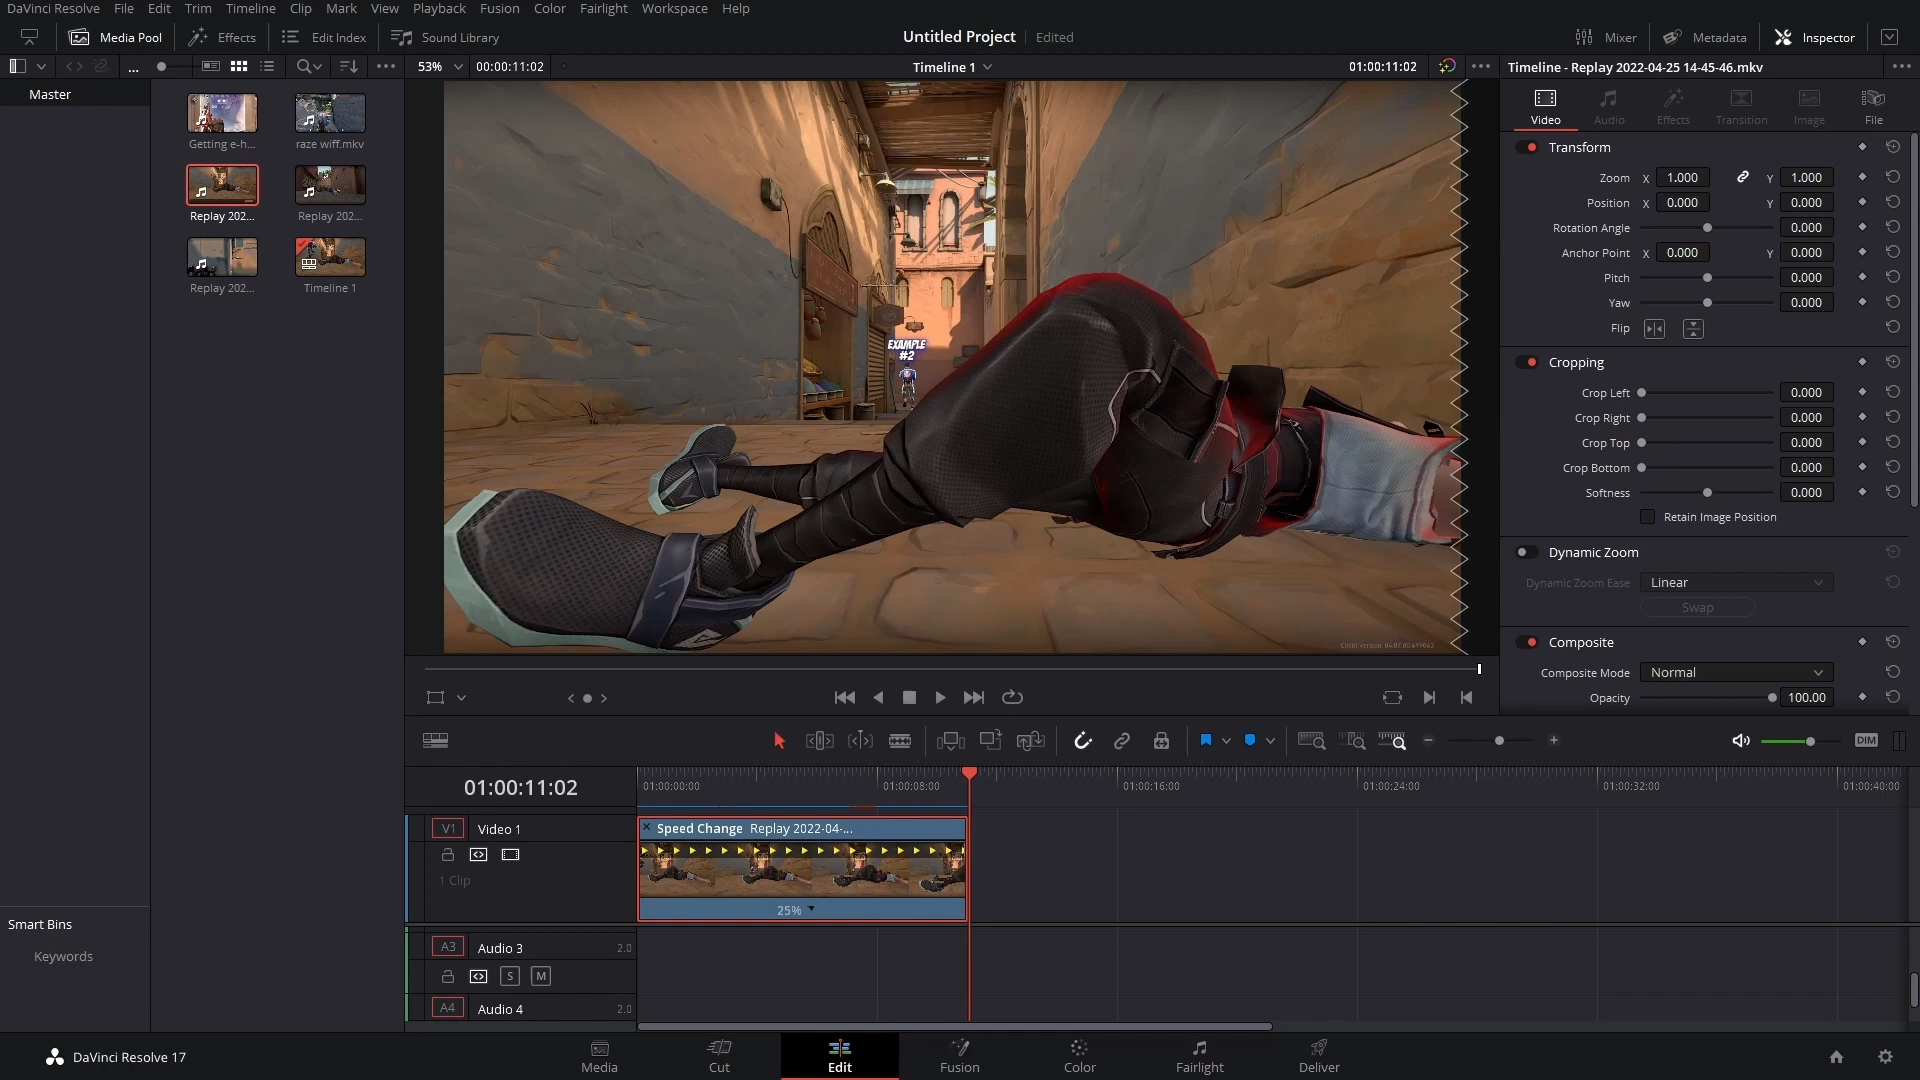 DaVinci Resolve File Edit Trim Timeline Clip Mark View Playback Fusion Color Fairlight Workspace Help
Media Pool Effects Edit Index Sound Library Untitled Project Edited Mixer Metadata Inspector
... 53% 00:00:11:02 Timeline 1 01:00:11:02 Timeline - Replay 2022-04-25 14-45-46.mkv
Master
Getting e-h... raze wiff.mkv
Replay 202... Replay 202...
Replay 202... Timeline 1
EXAMPLE
#2
Client version: 04.07.00.699063
Video Audio Effects Transition Image File
Transform
Zoom X 1.000 Y 1.000
Position X 0.000 Y 0.000
Rotation Angle 0.000
Anchor Point X 0.000 Y 0.000
Pitch 0.000
Yaw 0.000
Flip
Cropping
Crop Left 0.000
Crop Right 0.000
Crop Top 0.000
Crop Bottom 0.000
Softness 0.000
Retain Image Position
Dynamic Zoom
Dynamic Zoom Ease Linear
Swap
Composite
Composite Mode Normal
Opacity 100.00
DIM
01:00:11:02 01:00:00:00 01:00:08:00 01:00:16:00 01:00:24:00 01:00:32:00 01:00:40:00
V1 Video 1 Speed Change Replay 2022-04-...
1 Clip
25%
A3 Audio 3 2.0
S M
A4 Audio 4 2.0
Smart Bins
Keywords
DaVinci Resolve 17 Media Cut Edit Fusion Color Fairlight Deliver